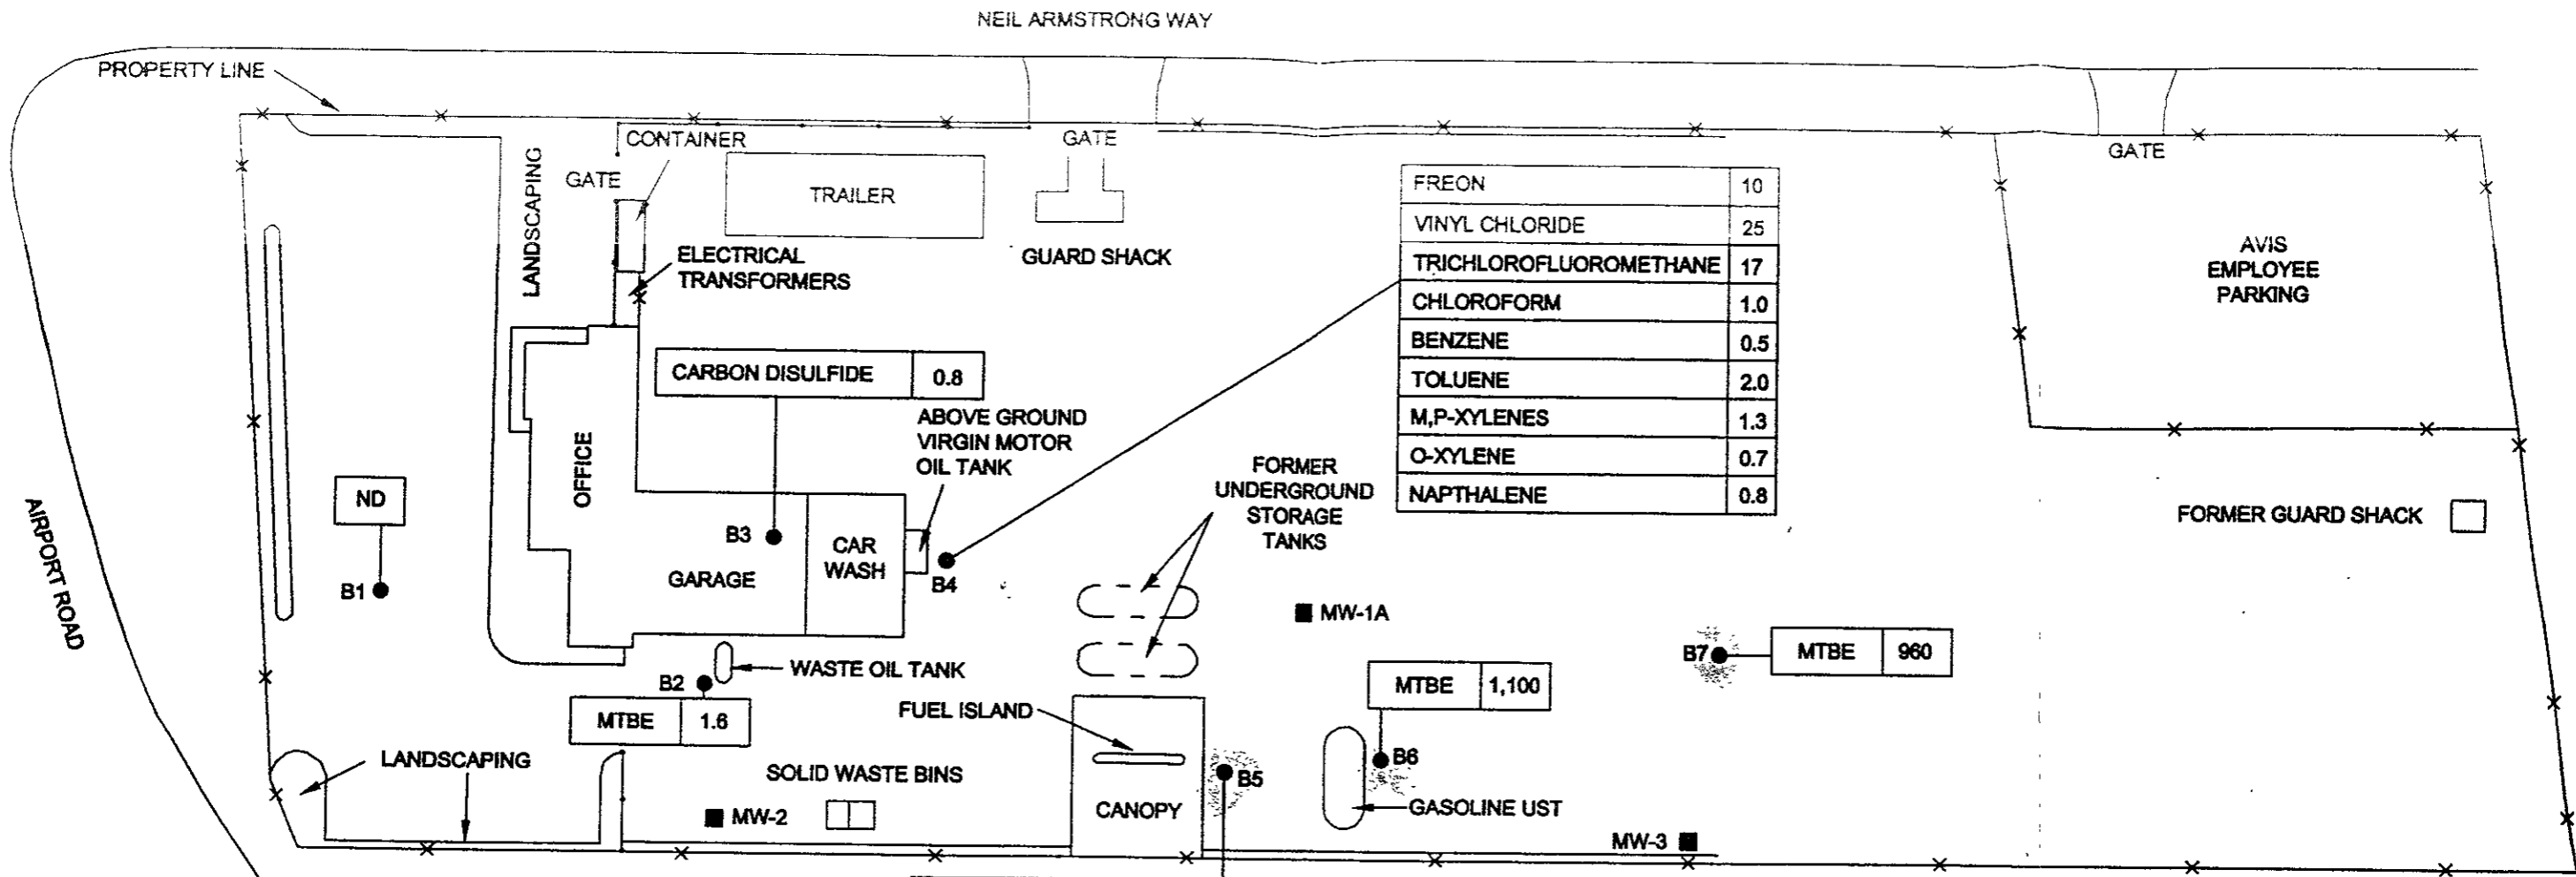 NEIL ARMSTRONG WAY
PROPERTY LINE
CONTAINER
GATE
GATE
GATE
LANDSCAPING
TRAILER
GUARD SHACK
ELECTRICAL
TRANSFORMERS
FREON 10
VINYL CHLORIDE 25
TRICHLOROFLUOROMETHANE 17
CHLOROFORM 1.0
BENZENE 0.5
TOLUENE 2.0
M,P-XYLENES 1.3
O-XYLENE 0.7
NAPTHALENE 0.8
AVIS
EMPLOYEE
PARKING
CARBON DISULFIDE 0.8
ABOVE GROUND
VIRGIN MOTOR
OIL TANK
OFFICE
FORMER
UNDERGROUND
STORAGE
TANKS
ND
AIRPORT ROAD
FORMER GUARD SHACK
B3
CAR
WASH
GARAGE
B4
B1
MW-1A
B7
MTBE 960
WASTE OIL TANK
B2
MTBE 1.6
MTBE 1,100
FUEL ISLAND
LANDSCAPING
SOLID WASTE BINS
B5
B6
CANOPY
GASOLINE UST
MW-2
MW-3